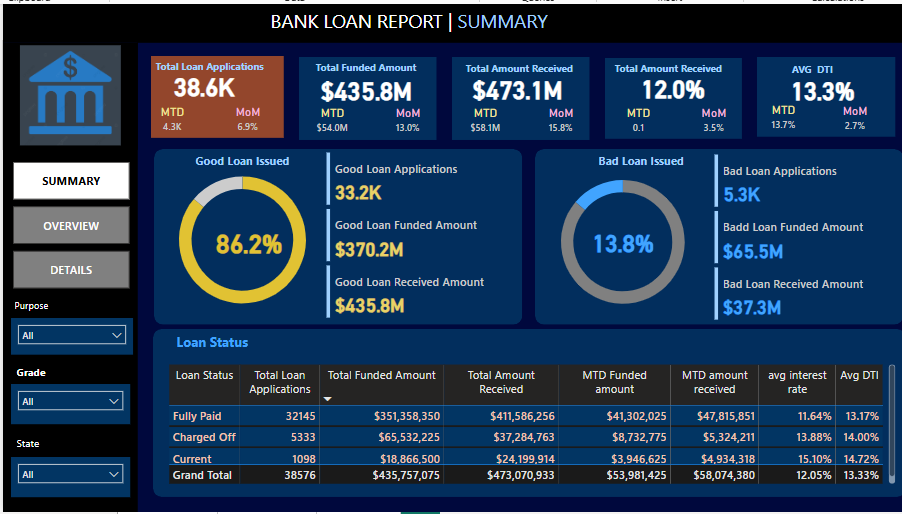 BANK LOAN REPORT | SUMMARY
$
Total Loan Applications
38.6K
MTD MoM
4.3K 6.9%
Total Funded Amount
$435.8M
MTD MoM
$54.0M 13.0%
Total Amount Received
$473.1M
MTD MoM
$58.1M 15.8%
Total Amount Received
12.0%
MTD MoM
0.1 3.5%
AVG DTI
13.3%
MTD MoM
13.7% 2.7%
SUMMARY
OVERVIEW
DETAILS
Purpose
All
Grade
All
State
All
Good Loan Issued
86.2%
Good Loan Applications
33.2K
Good Loan Funded Amount
$370.2M
Good Loan Received Amount
$435.8M
Bad Loan Issued
13.8%
Bad Loan Applications
5.3K
Badd Loan Funded Amount
$65.5M
Bad Loan Received Amount
$37.3M
Loan Status
Loan Status Total Loan Applications Total Funded Amount Total Amount Received MTD Funded amount MTD amount received avg interest rate Avg DTI
Fully Paid 32145 $351,358,350 $411,586,256 $41,302,025 $47,815,851 11.64% 13.17%
Charged Off 5333 $65,532,225 $37,284,763 $8,732,775 $5,324,211 13.88% 14.00%
Current 1098 $18,866,500 $24,199,914 $3,946,625 $4,934,318 15.10% 14.72%
Grand Total 38576 $435,757,075 $473,070,933 $53,981,425 $58,074,380 12.05% 13.33%